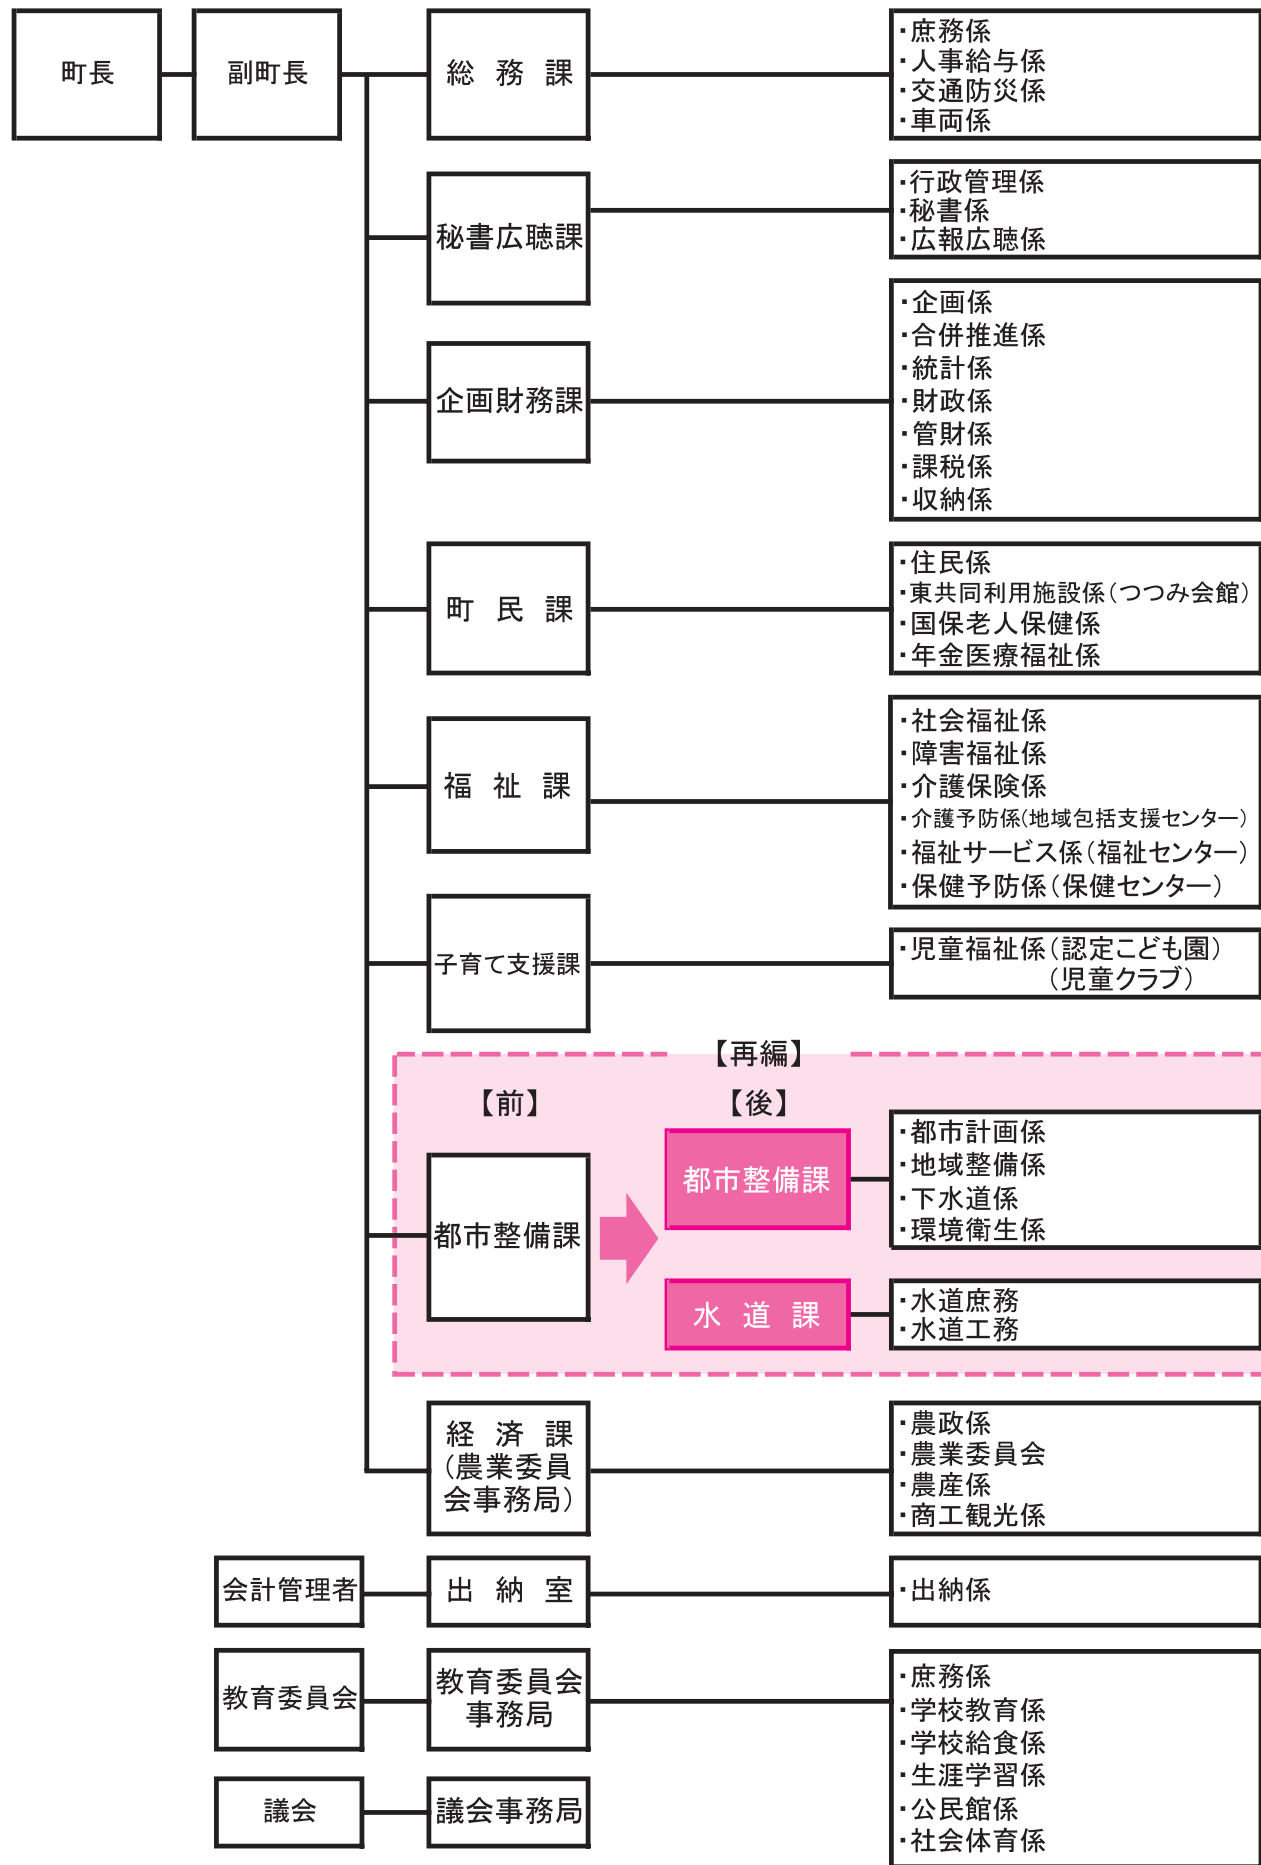 町長
副町長
総務課
・庶務係
・人事給与係
・交通防災係
・車両係
秘書広聴課
・行政管理係
・秘書係
・広報広聴係
企画財務課
・企画係
・合併推進係
・統計係
・財政係
・管財係
・課税係
・収納係
町民課
・住民係
・東共同利用施設係(つつみ会館)
・国保老人保健係
・年金医療福祉係
福祉課
・社会福祉係
・障害福祉係
・介護保険係
・介護予防係(地域包括支援センター)
・福祉サービス係(福祉センター)
・保健予防係(保健センター)
子育て支援課
・児童福祉係(認定こども園)
(児童クラブ)
【再編】
【前】
【後】
都市整備課
都市整備課
・都市計画係
・地域整備係
・下水道係
・環境衛生係
水道課
・水道庶務
・水道工務
経済課
(農業委員
会事務局)
・農政係
・農業委員会
・農産係
・商工観光係
会計管理者
出納室
・出納係
教育委員会
教育委員会
事務局
・庶務係
・学校教育係
・学校給食係
・生涯学習係
・公民館係
・社会体育係
議会
議会事務局